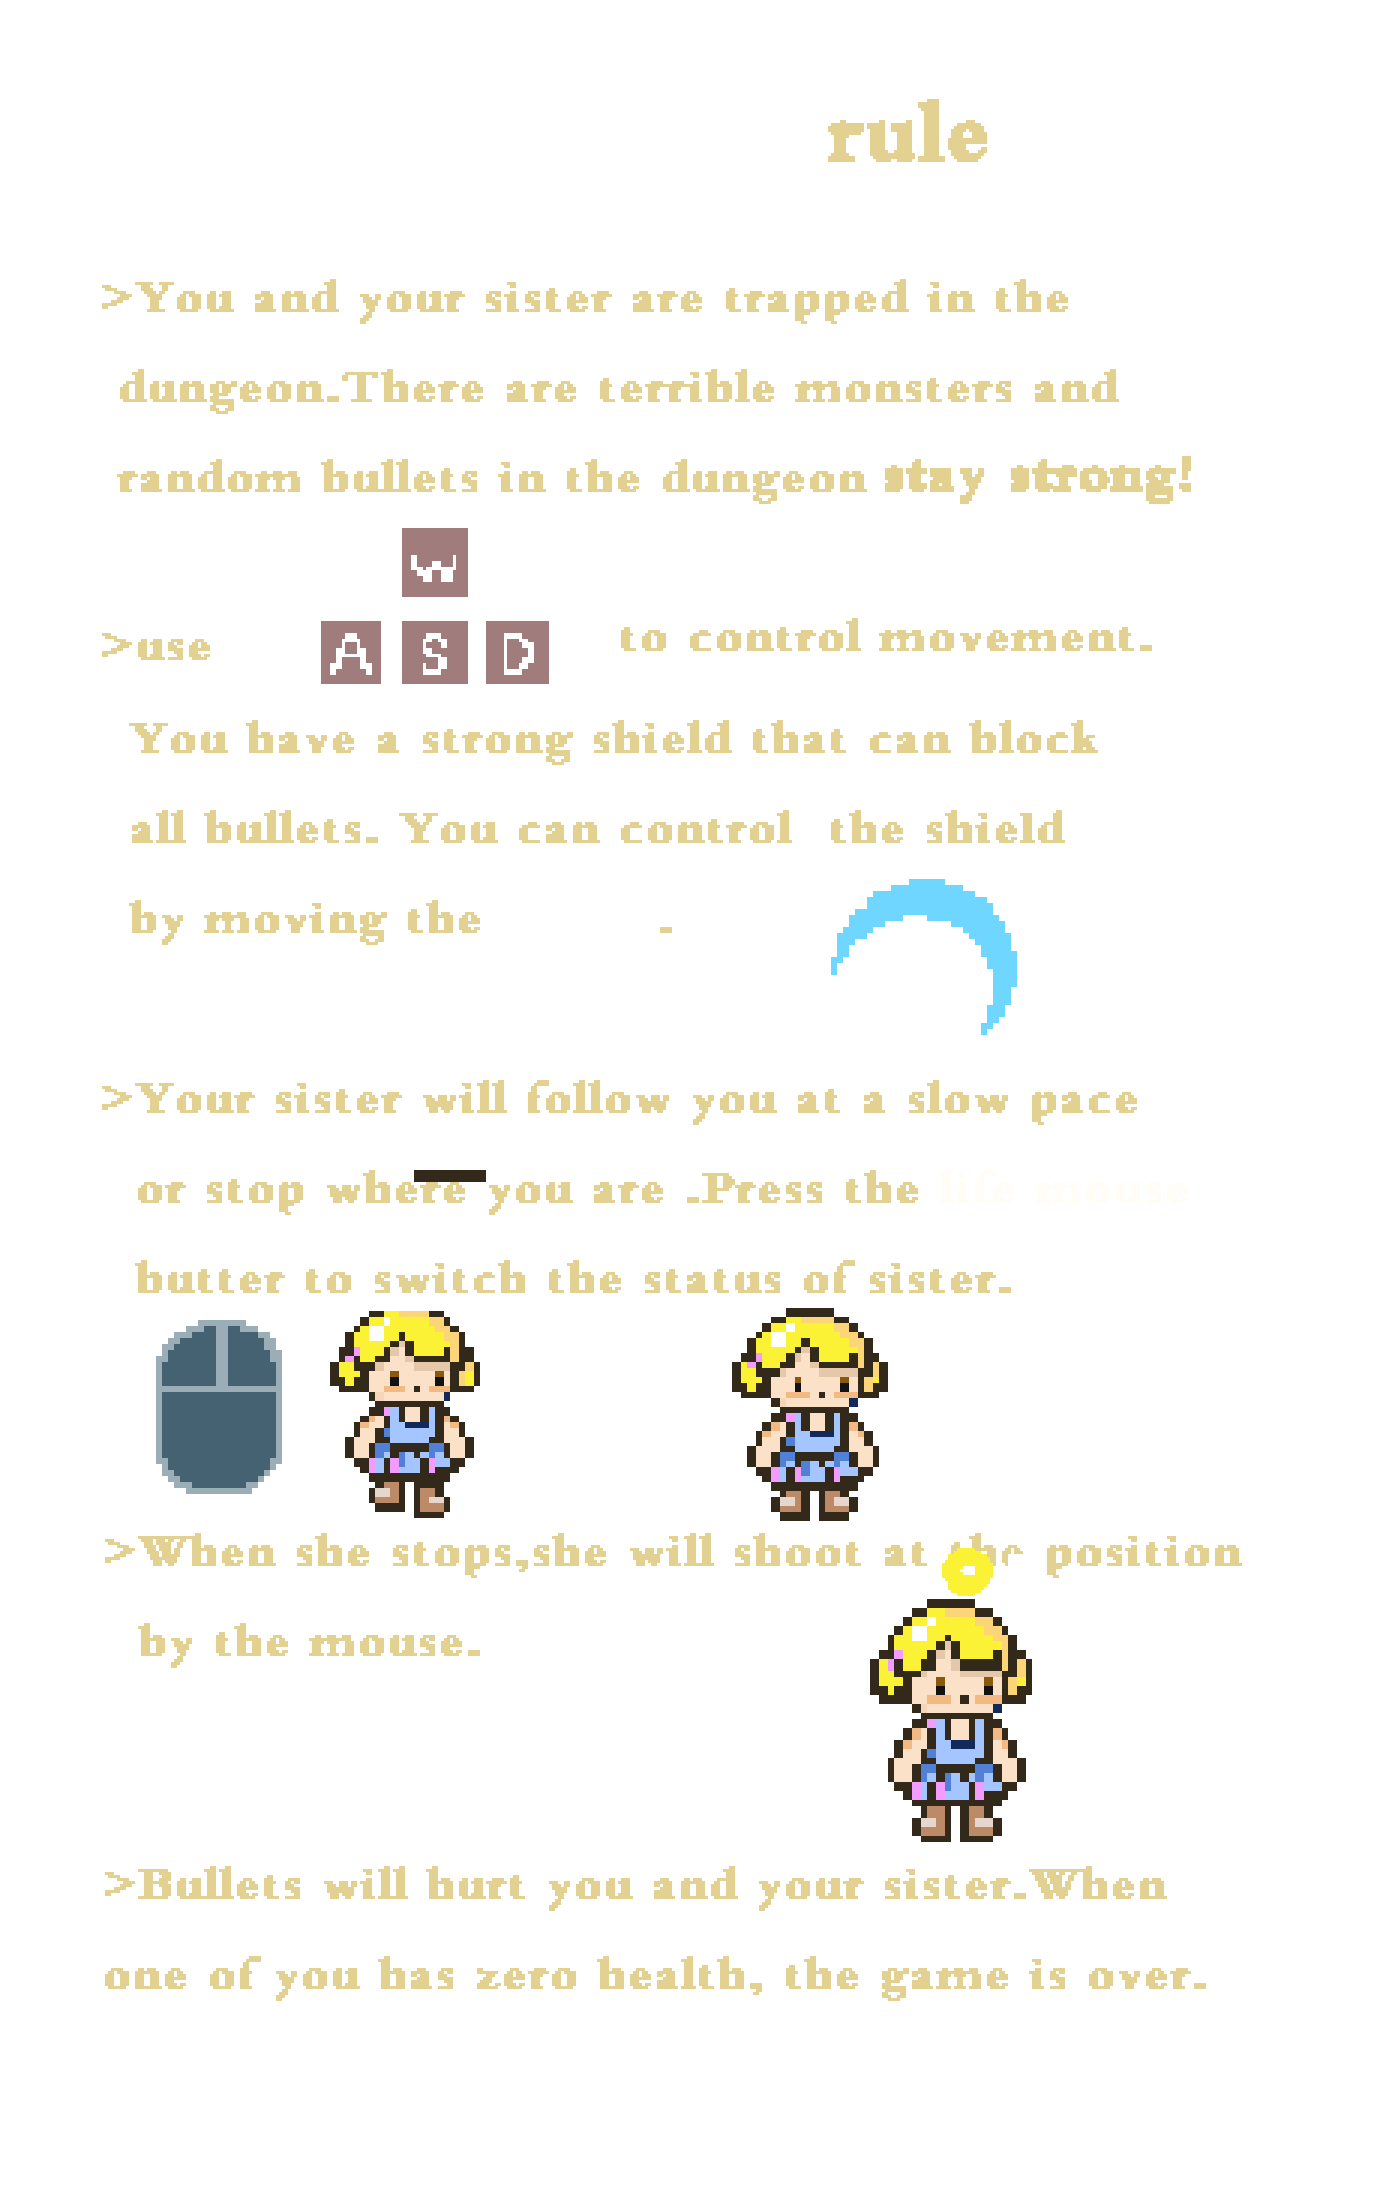 rule
>You and your sister are trapped in the
dungeon.There are terrible monsters and
random bullets in the dungeon stay strong!
W
>use A S D to control movement.
You have a strong shield that can block
all bullets. You can control the shield
by moving the .
>Your sister will follow you at a slow pace
or stop where you are .Press the life mouse
butter to switch the status of sister.
>When she stops,she will shoot at the position
by the mouse.
>Bullets will hurt you and your sister.When
one of you has zero health, the game is over.